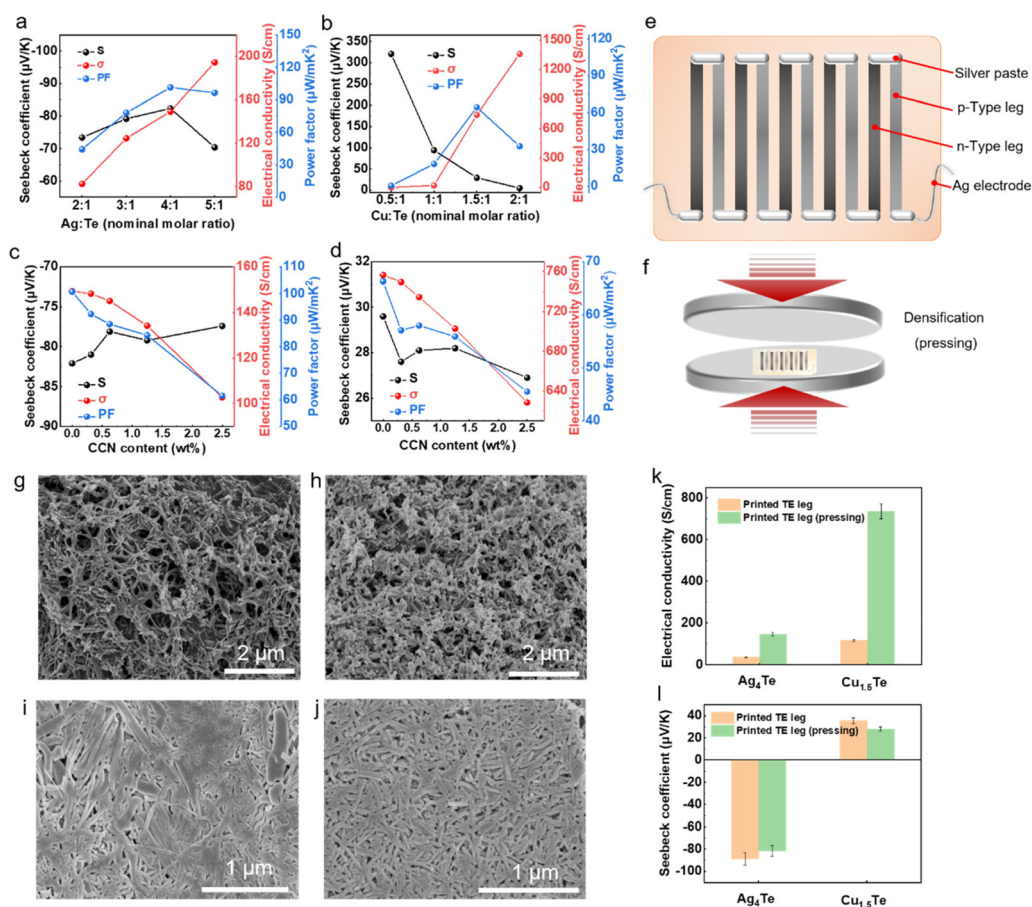 a
Seebeck coefficient (µV/K)
-100
-90
-80
-70
-60
S
σ
PF
2:1
3:1
4:1
5:1
Ag:Te (nominal molar ratio)
200
160
120
80
Electrical conductivity (S/cm)
150
120
90
60
30
0
Power factor (µW/mK²)
b
Seebeck coefficient (µV/K)
350
300
250
200
150
100
50
0
S
σ
PF
0.5:1
1:1
1.5:1
2:1
Cu:Te (nominal molar ratio)
1500
1200
900
600
300
0
Electrical conductivity (S/cm)
120
100
80
60
40
20
0
Power factor (µW/mK²)
c
Seebeck coefficient (µV/K)
-70
-75
-80
-85
-90
S
σ
PF
0.0
0.5
1.0
1.5
2.0
2.5
CCN content (wt%)
160
140
120
100
Electrical conductivity (S/cm)
110
100
90
80
70
60
50
Power factor (µW/mK²)
d
Seebeck coefficient (µV/K)
32
30
28
26
S
σ
PF
0.0
0.5
1.0
1.5
2.0
2.5
CCN content (wt%)
760
720
680
640
Electrical conductivity (S/cm)
70
60
50
40
Power factor (µW/mK²)
e
Silver paste
p-Type leg
n-Type leg
Ag electrode
f
Densification
(pressing)
g
2 µm
h
2 µm
i
1 µm
j
1 µm
k
Electrical conductivity (S/cm)
800
600
400
200
0
Printed TE leg
Printed TE leg (pressing)
Ag₄Te
Cu₁.₅Te
l
Seebeck coefficient (µV/K)
40
20
0
-20
-40
-60
-80
-100
Printed TE leg
Printed TE leg (pressing)
Ag₄Te
Cu₁.₅Te